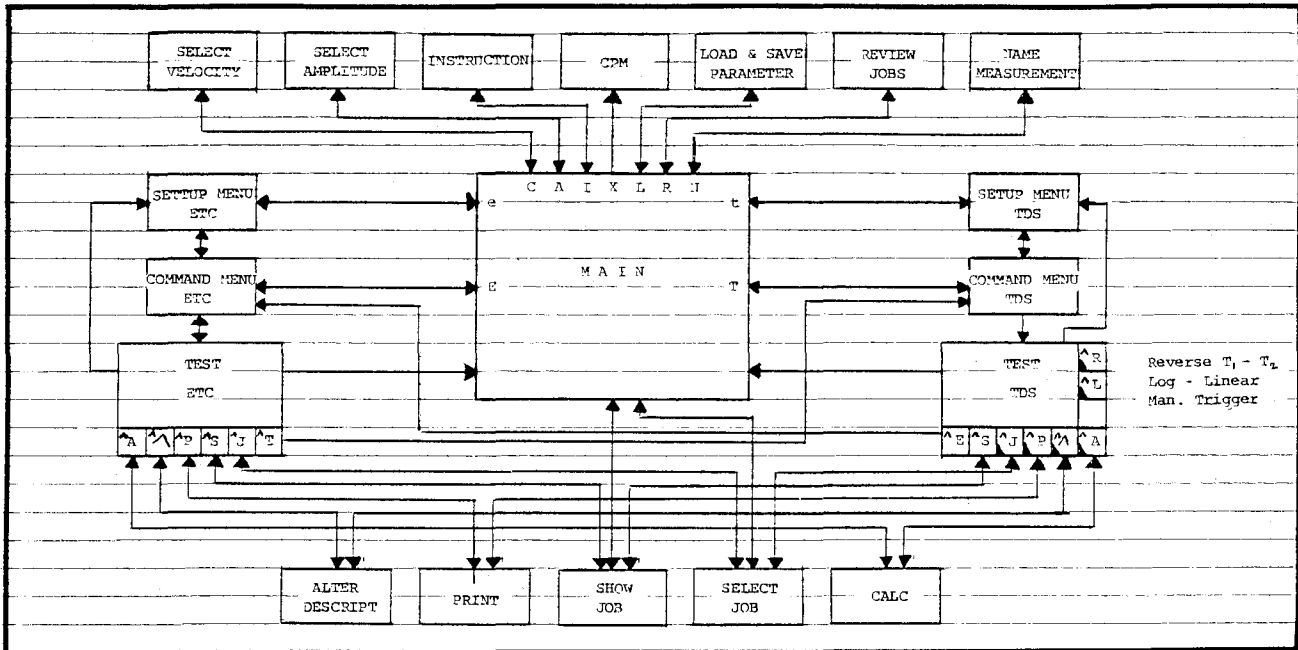 SELECT
VELOCITY
SELECT
AMPLITUDE
INSTRUCTION
CPM
LOAD & SAVE
PARAMETER
REVIEW
JOBS
NAME
MEASUREMENT
C A I X L R N
SETTUP MENU
ETC
e
t
SETUP MENU
TDS
COMMAND MENU
ETC
E
M A I N
T
COMMAND MENU
TDS
TEST
ETC
TEST
TDS
^R
^L
Reverse T₁ - T₂
Log - Linear
Man. Trigger
^A ^^ ^P ^S ^J ^T
^E ^S ^J ^P ^^ ^A
ALTER
DESCRIPT
PRINT
SHOW
JOB
SELECT
JOB
CALC